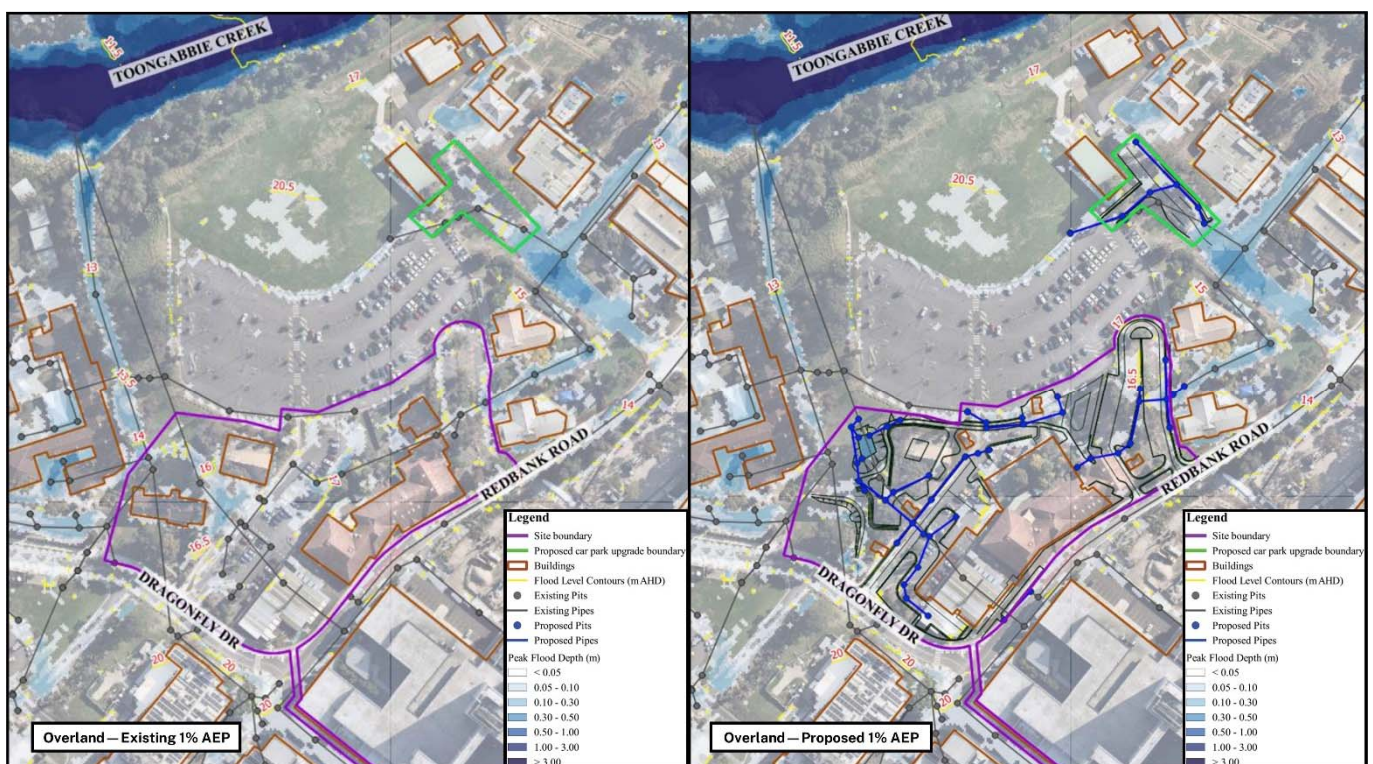 11.5
TOONGABBIE CREEK
17
13
20.5
13
15
15.5
14
14
16
17
16.5
REDBANK ROAD
DRAGONFLY DR
20
20
20
Legend
Site boundary
Proposed car park upgrade boundary
Buildings
Flood Level Contours (m AHD)
Existing Pits
Existing Pipes
Proposed Pits
Proposed Pipes
Peak Flood Depth (m)
< 0.05
0.05 - 0.10
0.10 - 0.30
0.30 - 0.50
0.50 - 1.00
1.00 - 3.00
> 3.00
Overland — Existing 1% AEP
11.5
TOONGABBIE CREEK
17
13
20.5
13
15
17
16.5
14
REDBANK ROAD
DRAGONFLY DR
20
20
20
Legend
Site boundary
Proposed car park upgrade boundary
Buildings
Flood Level Contours (m AHD)
Existing Pits
Existing Pipes
Proposed Pits
Proposed Pipes
Peak Flood Depth (m)
< 0.05
0.05 - 0.10
0.10 - 0.30
0.30 - 0.50
0.50 - 1.00
1.00 - 3.00
> 3.00
Overland — Proposed 1% AEP